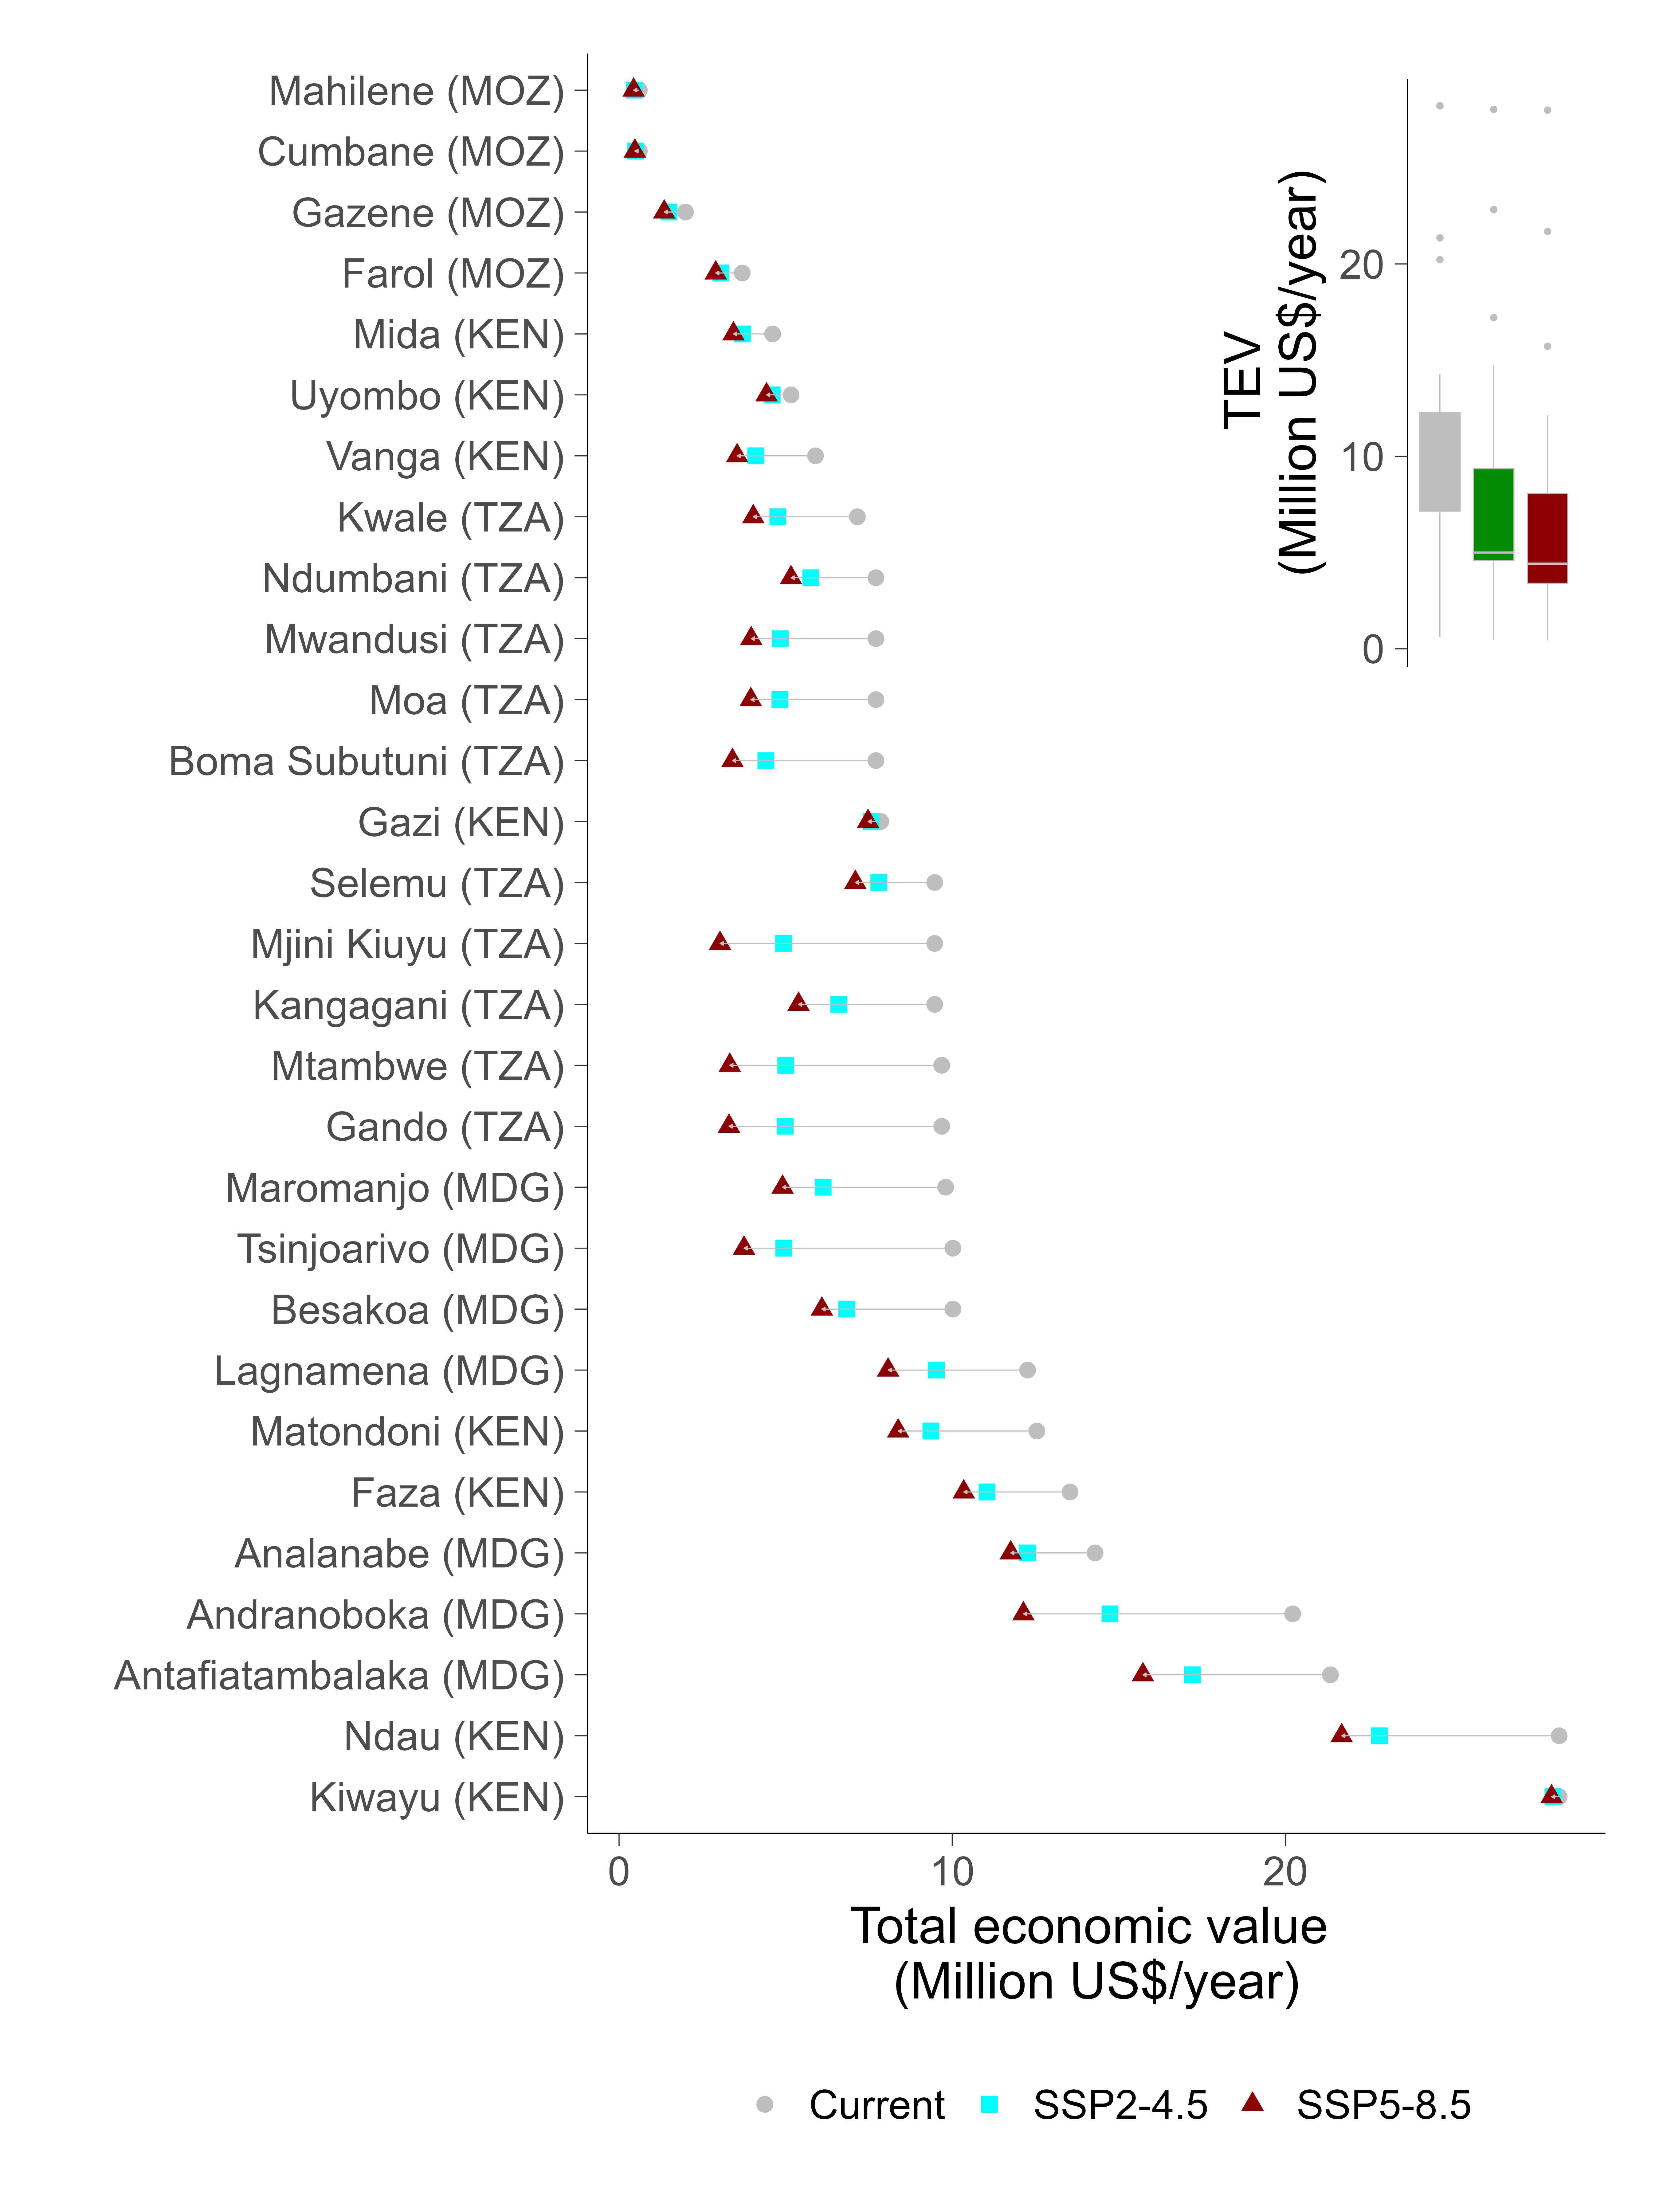 Mahilene (MOZ)
Cumbane (MOZ)
Gazene (MOZ)
Farol (MOZ)
Mida (KEN)
Uyombo (KEN)
Vanga (KEN)
Kwale (TZA)
Ndumbani (TZA)
Mwandusi (TZA)
Moa (TZA)
Boma Subutuni (TZA)
Gazi (KEN)
Selemu (TZA)
Mjini Kiuyu (TZA)
Kangagani (TZA)
Mtambwe (TZA)
Gando (TZA)
Maromanjo (MDG)
Tsinjoarivo (MDG)
Besakoa (MDG)
Lagnamena (MDG)
Matondoni (KEN)
Faza (KEN)
Analanabe (MDG)
Andranoboka (MDG)
Antafiatambalaka (MDG)
Ndau (KEN)
Kiwayu (KEN)
0 10 20
Total economic value
(Million US$/year)
Current SSP2-4.5 SSP5-8.5
TEV
(Million US$/year)
20
10
0